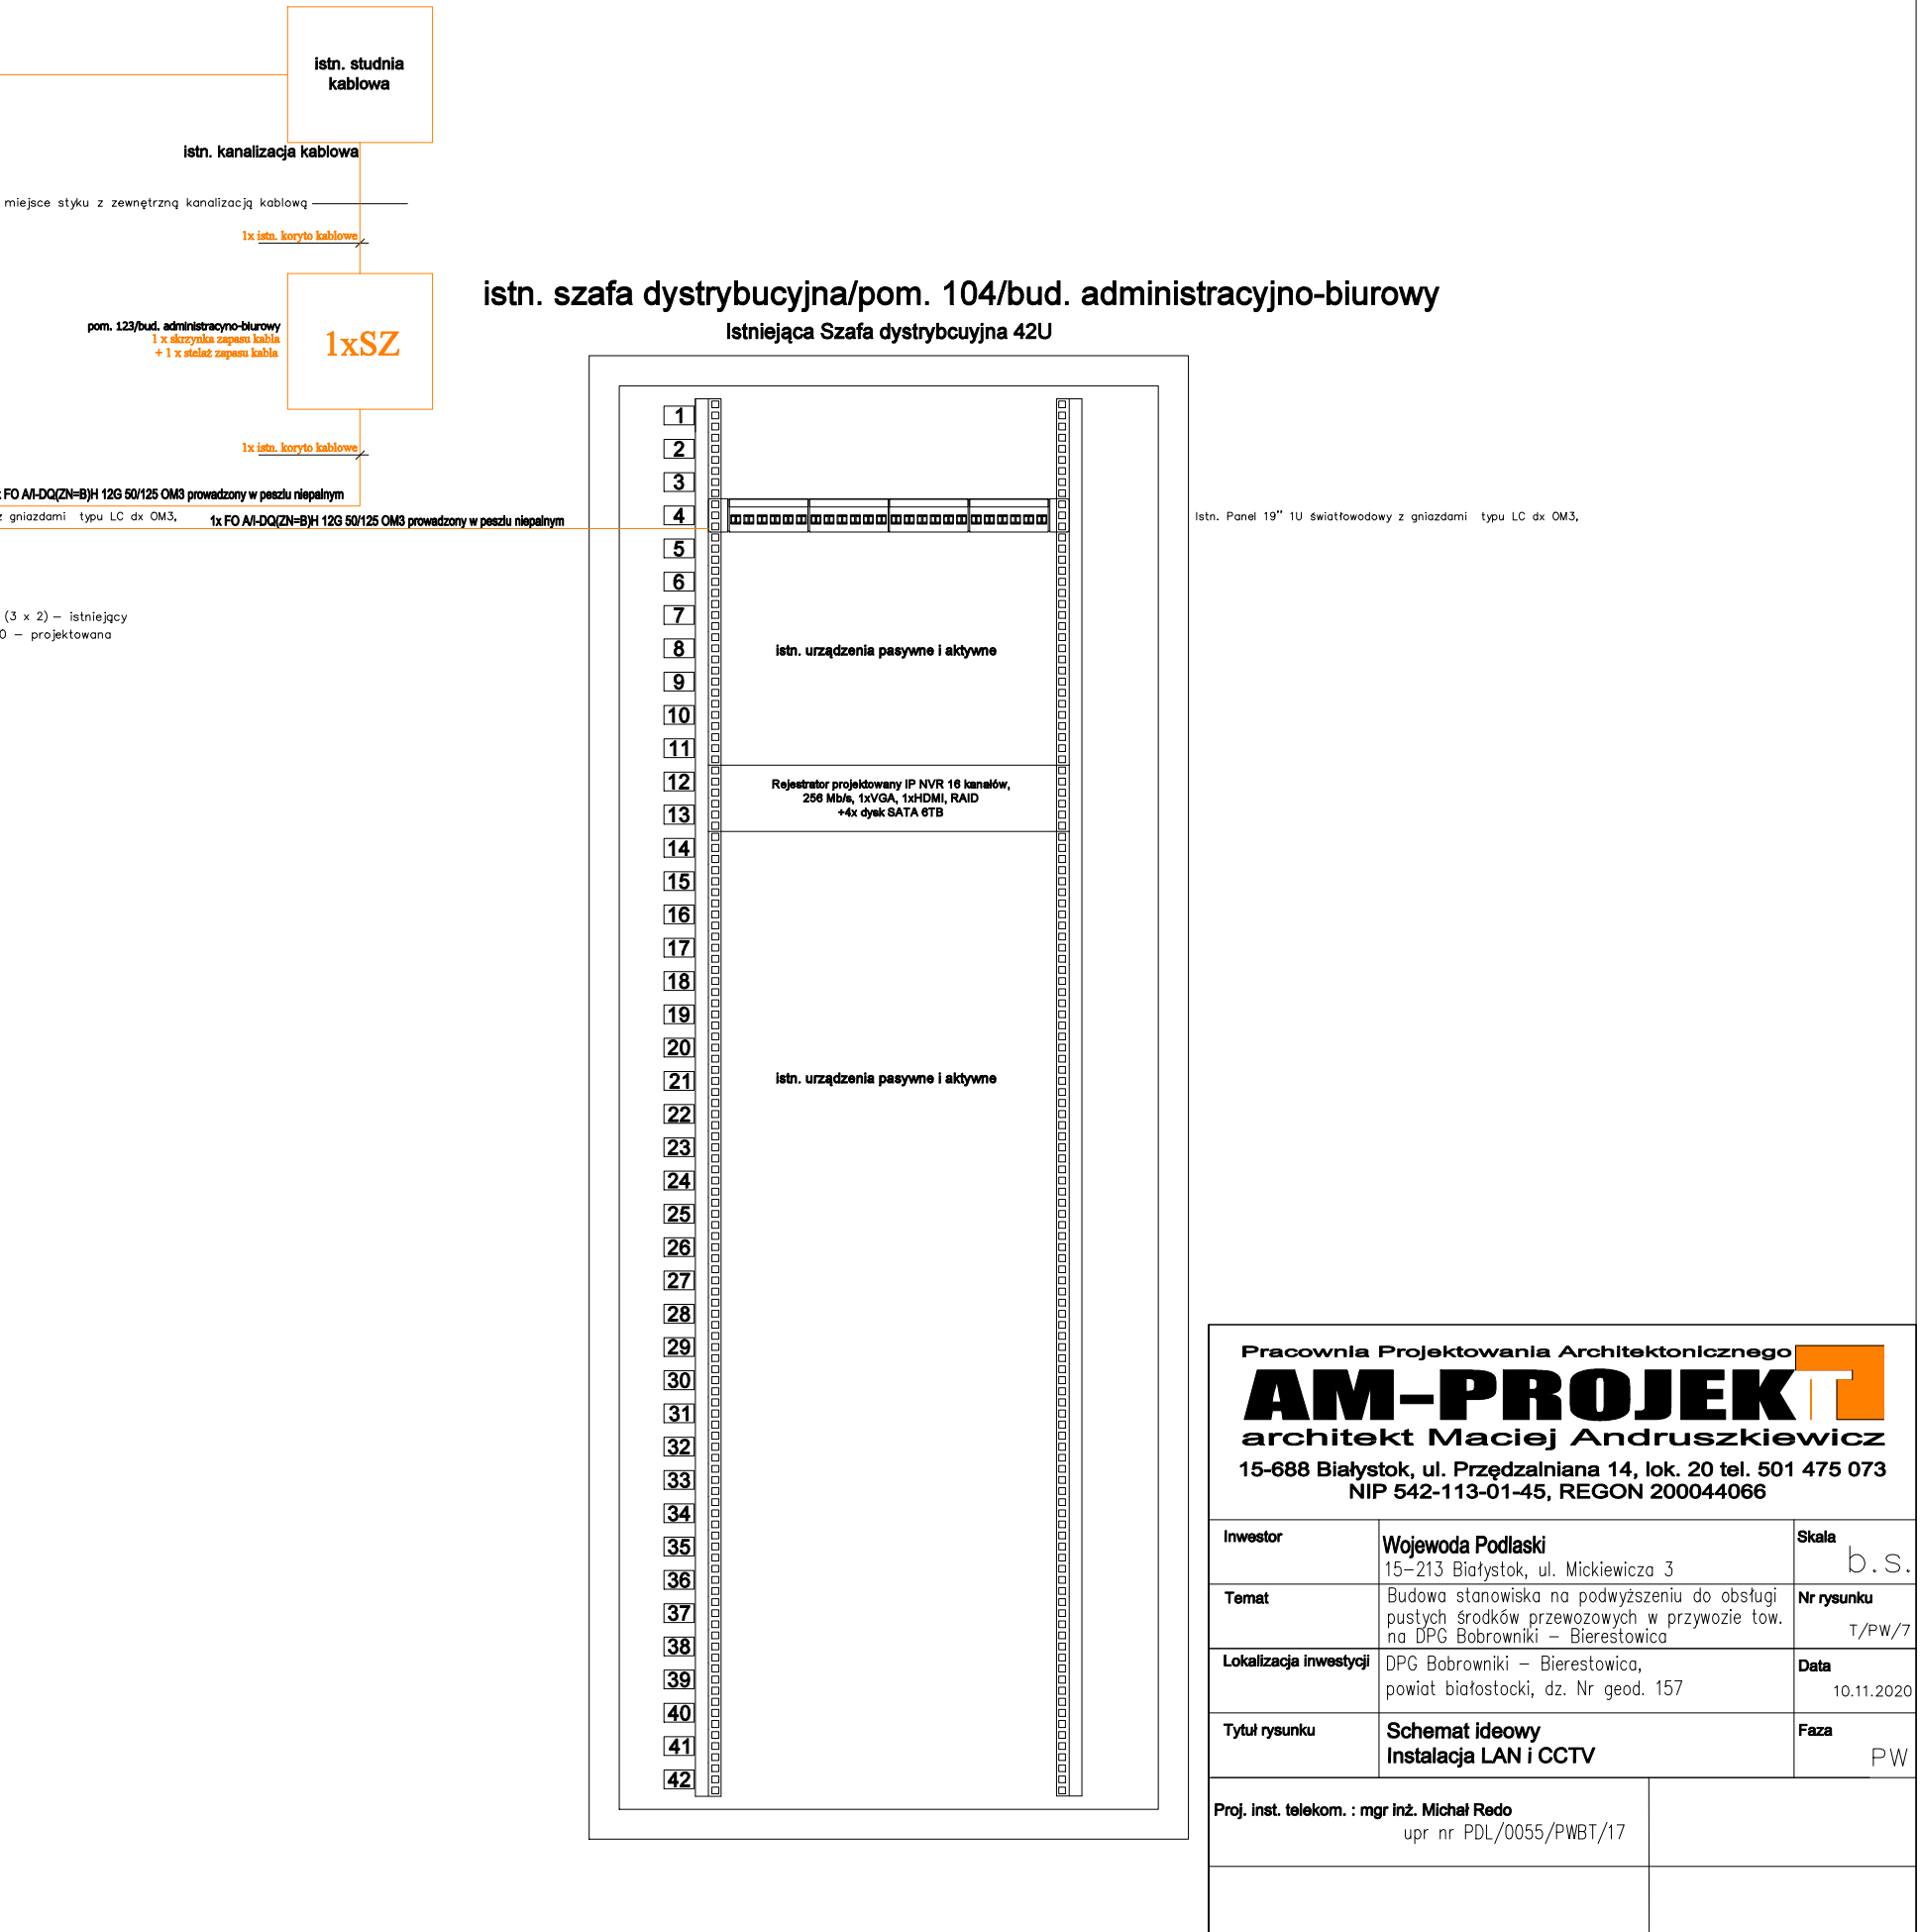 istn. studnia
kablowa
istn. kanalizacja kablowa
miejsce styku z zewnętrzną kanalizacją kablową
1x istn. koryto kablowe
pom. 123/bud. administracyno-biurowy
1 x skrzynka zapasu kabla
+ 1 x stelaż zapasu kabla
1xSZ
1x istn. koryto kablowe
FO A/I-DQ(ZN=B)H 12G 50/125 OM3 prowadzony w peszlu niepalnym
z gniazdami typu LC dx OM3,
1x FO A/I-DQ(ZN=B)H 12G 50/125 OM3 prowadzony w peszlu niepalnym
(3 x 2) – istniejący
0 – projektowana
istn. szafa dystrybucyjna/pom. 104/bud. administracyjno-biurowy
Istniejąca Szafa dystrybcuyjna 42U
1
2
3
4
5
6
7
8
9
10
11
12
13
14
15
16
17
18
19
20
21
22
23
24
25
26
27
28
29
30
31
32
33
34
35
36
37
38
39
40
41
42
Istn. Panel 19" 1U światłowodowy z gniazdami typu LC dx OM3,
istn. urządzenia pasywne i aktywne
Rejestrator projektowany IP NVR 16 kanałów,
256 Mb/s, 1xVGA, 1xHDMI, RAID
+4x dysk SATA 6TB
istn. urządzenia pasywne i aktywne
Pracownia Projektowania Architektonicznego
AM-PROJEKT
architekt Maciej Andruszkiewicz
15-688 Białystok, ul. Przędzalniana 14, lok. 20 tel. 501 475 073
NIP 542-113-01-45, REGON 200044066
Inwestor
Wojewoda Podlaski
15-213 Białystok, ul. Mickiewicza 3
Skala
b.s.
Temat
Budowa stanowiska na podwyższeniu do obsługi
pustych środków przewozowych w przywozie tow.
na DPG Bobrowniki – Bierestowica
Nr rysunku
T/PW/7
Lokalizacja inwestycji
DPG Bobrowniki – Bierestowica,
powiat białostocki, dz. Nr geod. 157
Data
10.11.2020
Tytuł rysunku
Schemat ideowy
Instalacja LAN i CCTV
Faza
PW
Proj. inst. telekom. : mgr inż. Michał Redo
upr nr PDL/0055/PWBT/17